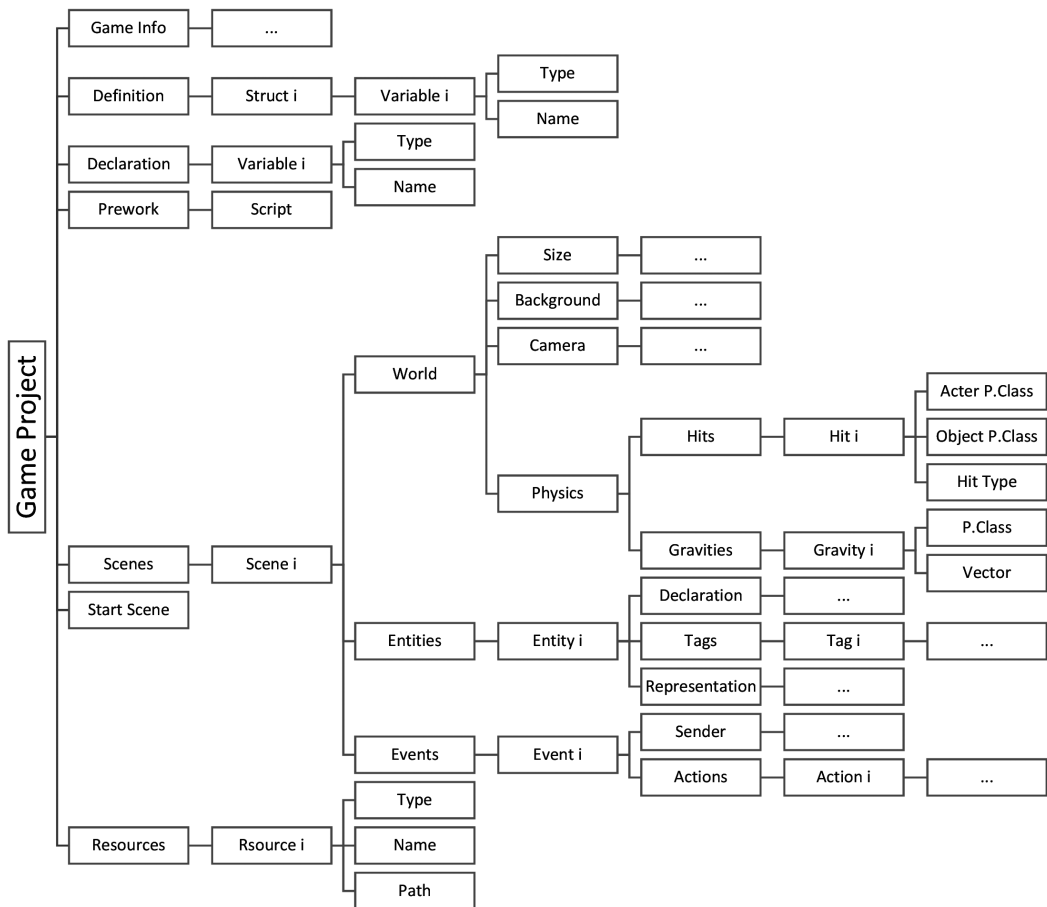 Game Project
Game Info
...
Definition
Struct i
Variable i
Type
Name
Declaration
Variable i
Type
Name
Prework
Script
Scenes
Scene i
World
Size
...
Background
...
Camera
...
Physics
Hits
Hit i
Acter P.Class
Object P.Class
Hit Type
Gravities
Gravity i
P.Class
Vector
Entities
Entity i
Declaration
...
Tags
Tag i
...
Representation
...
Events
Event i
Sender
...
Actions
Action i
...
Start Scene
Resources
Rsource i
Type
Name
Path